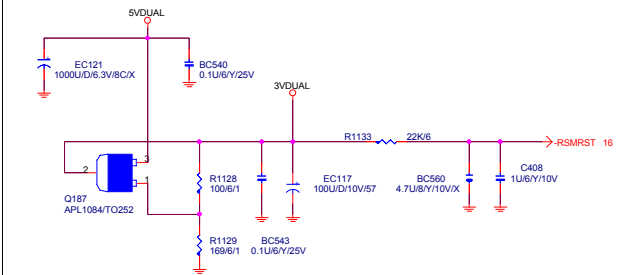 5VDUAL
EC121
1000U/D/6.3V/8C/X
BC540
0.1U/6/Y/25V
3VDUAL
R1133
22K/6
-RSMRST 16
2
3
1
Q187
APL1084/TO252
R1128
100/6/1
EC117
100U/D/10V/57
BC560
4.7U/8/Y/10V/X
C408
1U/6/Y/10V
R1129
169/6/1
BC543
0.1U/6/Y/25V